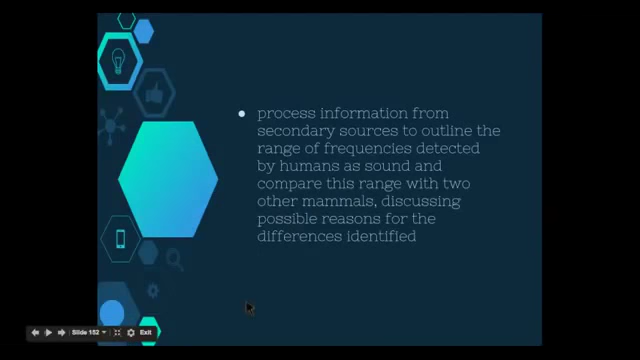 process information from
secondary sources to outline the
range of frequencies detected
by humans as sound and
compare this range with two
other mammals, discussing
possible reasons for the
differences identified
Slide 152
Exit